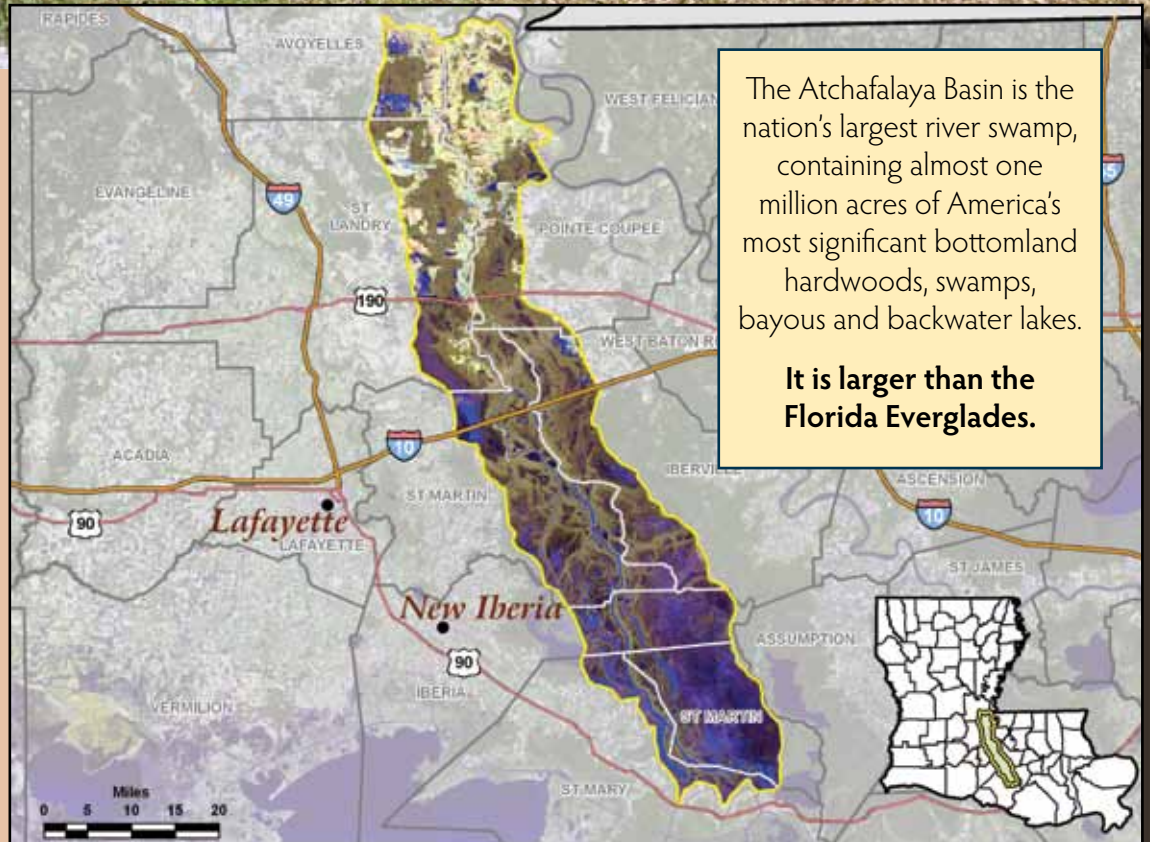 RAPIDES
AVOYELLES
WEST FELICIAN
EVANGELINE
49
ST
LANDRY
POINTE COUPEE
190
WEST BATON R
10
ACADIA
ST MARTIN
IBERVILLE
ASCENSION
10
90
Lafayette
LAFAYETTE
ST JAMES
New Iberia
ASSUMPTION
90
IBERIA
VERMILION
ST MARTIN
ST MARY
Miles
0 5 10 15 20
The Atchafalaya Basin is the
nation's largest river swamp,
containing almost one
million acres of America's
most significant bottomland
hardwoods, swamps,
bayous and backwater lakes.
It is larger than the
Florida Everglades.